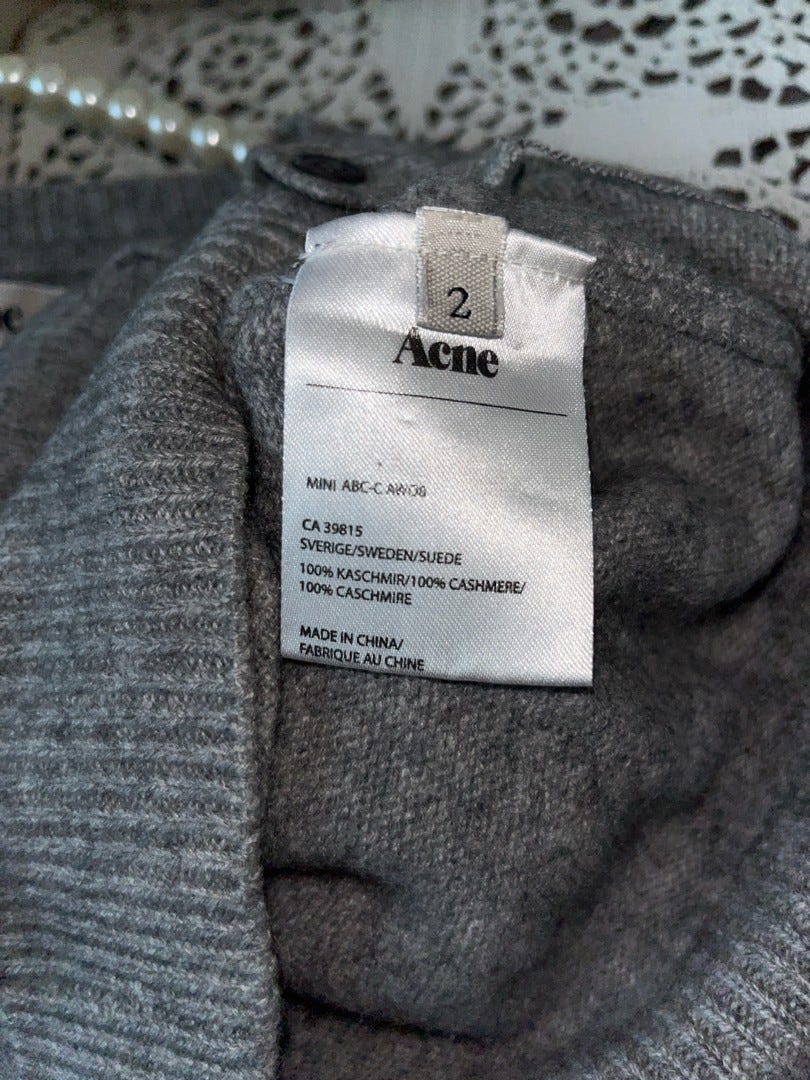 2
Acne
MINI ABC-C AW08
CA 39815
SVERIGE/SWEDEN/SUEDE
100% KASCHMIR/100% CASHMERE/
100% CASCHMIRE
MADE IN CHINA/
FABRIQUE AU CHINE